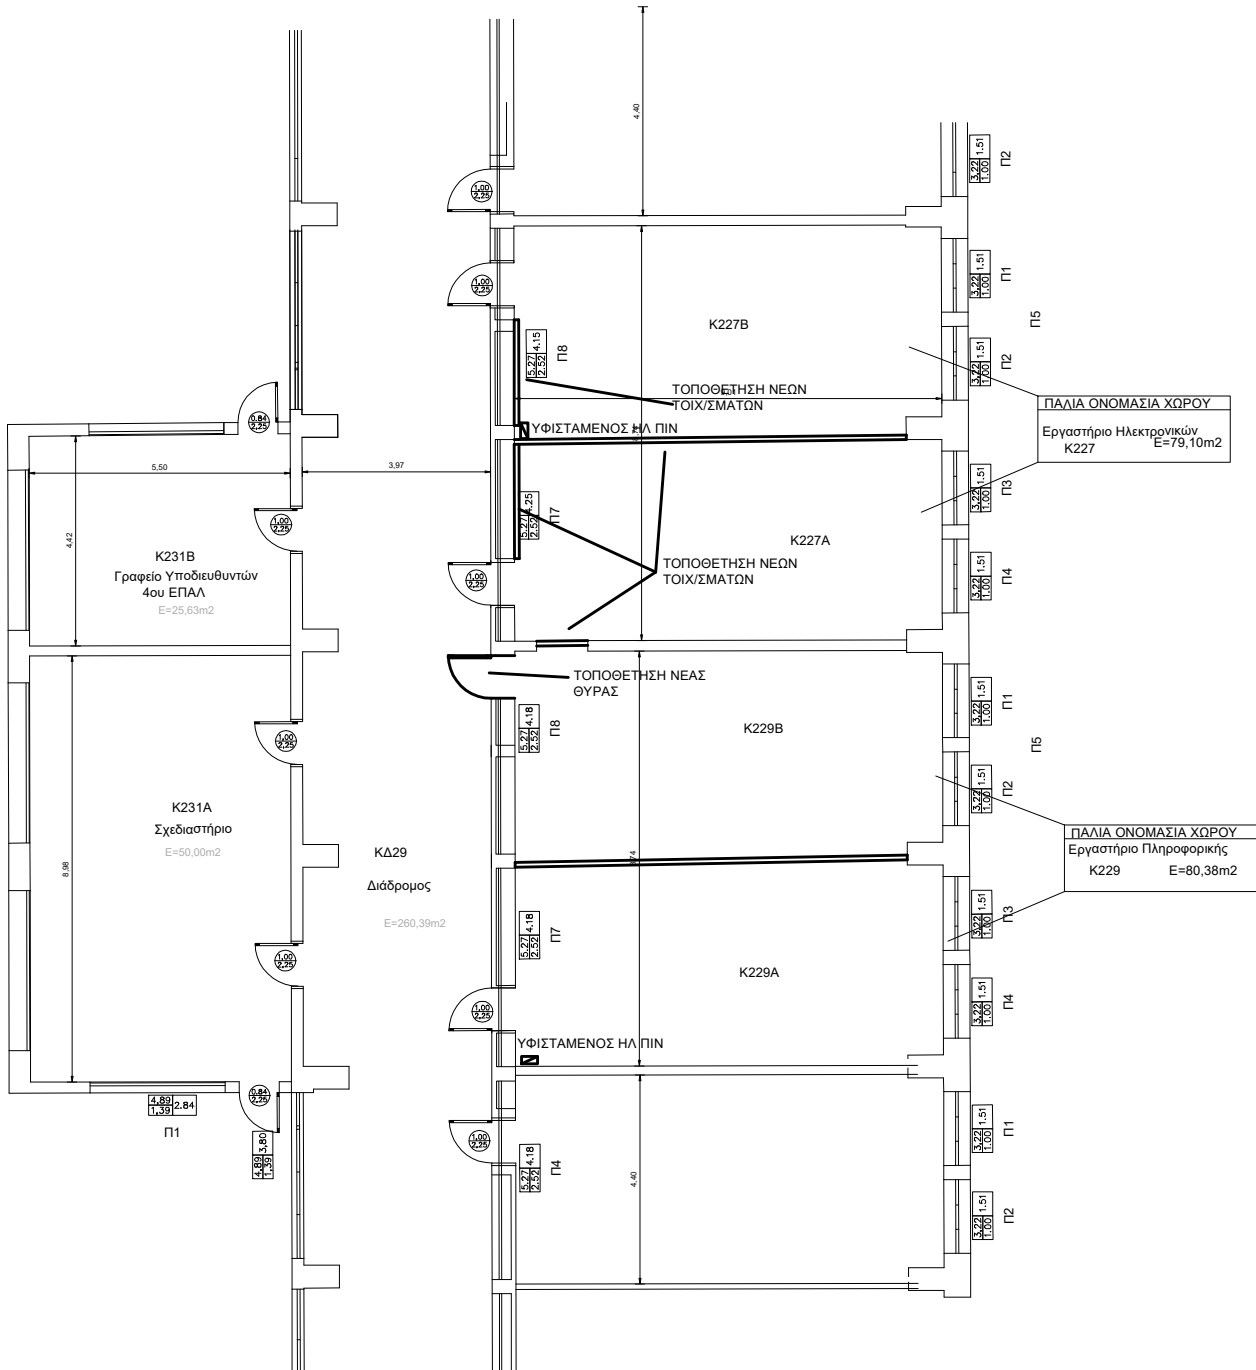 4,40
1.51
3.22 1.00
Π2
1.00
2.25
1.00
2.25
1.51
3.22 1.00
Π1
Π5
K227B
4.15
5.27 2.52
Π8
1.51
3.22 1.00
Π2
ΤΟΠΟΘΕΤΗΣΗ ΝΕΩΝ
ΤΟΙΧ/ΣΜΑΤΩΝ
ΠΑΛΙΑ ΟΝΟΜΑΣΙΑ ΧΩΡΟΥ
Εργαστήριο Ηλεκτρονικών
K227
E=79,10m2
0.84
2.25
ΥΦΙΣΤΑΜΕΝΟΣ ΗΛ ΠΙΝ
5,50
3,97
4,42
4.25
5.27 2.52
Π7
1.51
3.22 1.00
Π3
1.00
2.25
K227A
K231B
Γραφείο Υποδιευθυντών
4ου ΕΠΑΛ
E=25,63m2
1.00
2.25
ΤΟΠΟΘΕΤΗΣΗ ΝΕΩΝ
ΤΟΙΧ/ΣΜΑΤΩΝ
1.51
3.22 1.00
Π4
ΤΟΠΟΘΕΤΗΣΗ ΝΕΑΣ
ΘΥΡΑΣ
1.51
3.22 1.00
Π1
4.18
5.27 2.52
Π8
K229B
Π5
1.00
2.25
1.51
3.22 1.00
Π2
K231A
Σχεδιαστήριο
E=50,00m2
8,98
ΚΔ29
Διάδρομος
E=260,39m2
ΠΑΛΙΑ ΟΝΟΜΑΣΙΑ ΧΩΡΟΥ
Εργαστήριο Πληροφορικής
K229
E=80,38m2
4.18
5.27 2.52
Π7
1.51
3.22 1.00
Π3
1.00
2.25
K229A
1.51
3.22 1.00
Π4
1.00
2.25
ΥΦΙΣΤΑΜΕΝΟΣ ΗΛ ΠΙΝ
4.89
1.39
2.84
Π1
0.84
2.25
3.80
4.89 1.39
1.00
2.25
4.18
5.27 2.52
Π4
4,40
1.51
3.22 1.00
Π1
1.51
3.22 1.00
Π2